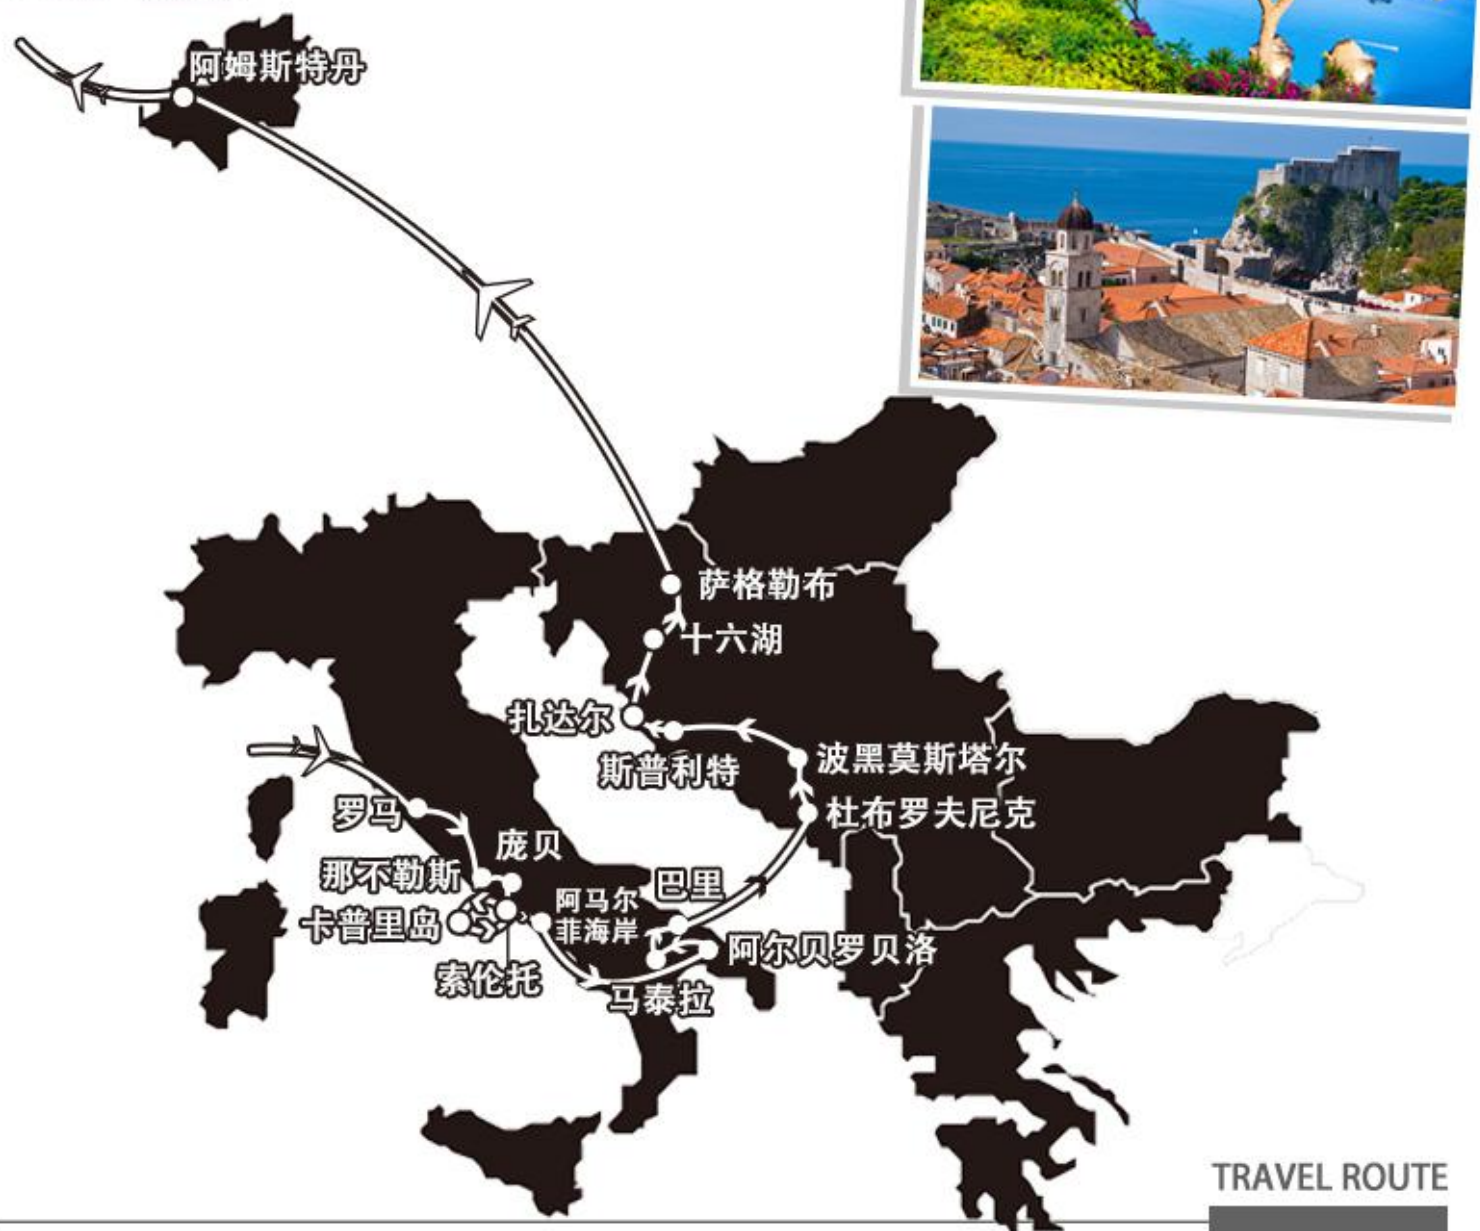 阿姆斯特丹
萨格勒布
十六湖
扎达尔
斯普利特
波黑莫斯塔尔
杜布罗夫尼克
罗马
庞贝
那不勒斯
巴里
阿马尔
菲海岸
卡普里岛
阿尔贝罗贝洛
索伦托
马泰拉
TRAVEL ROUTE